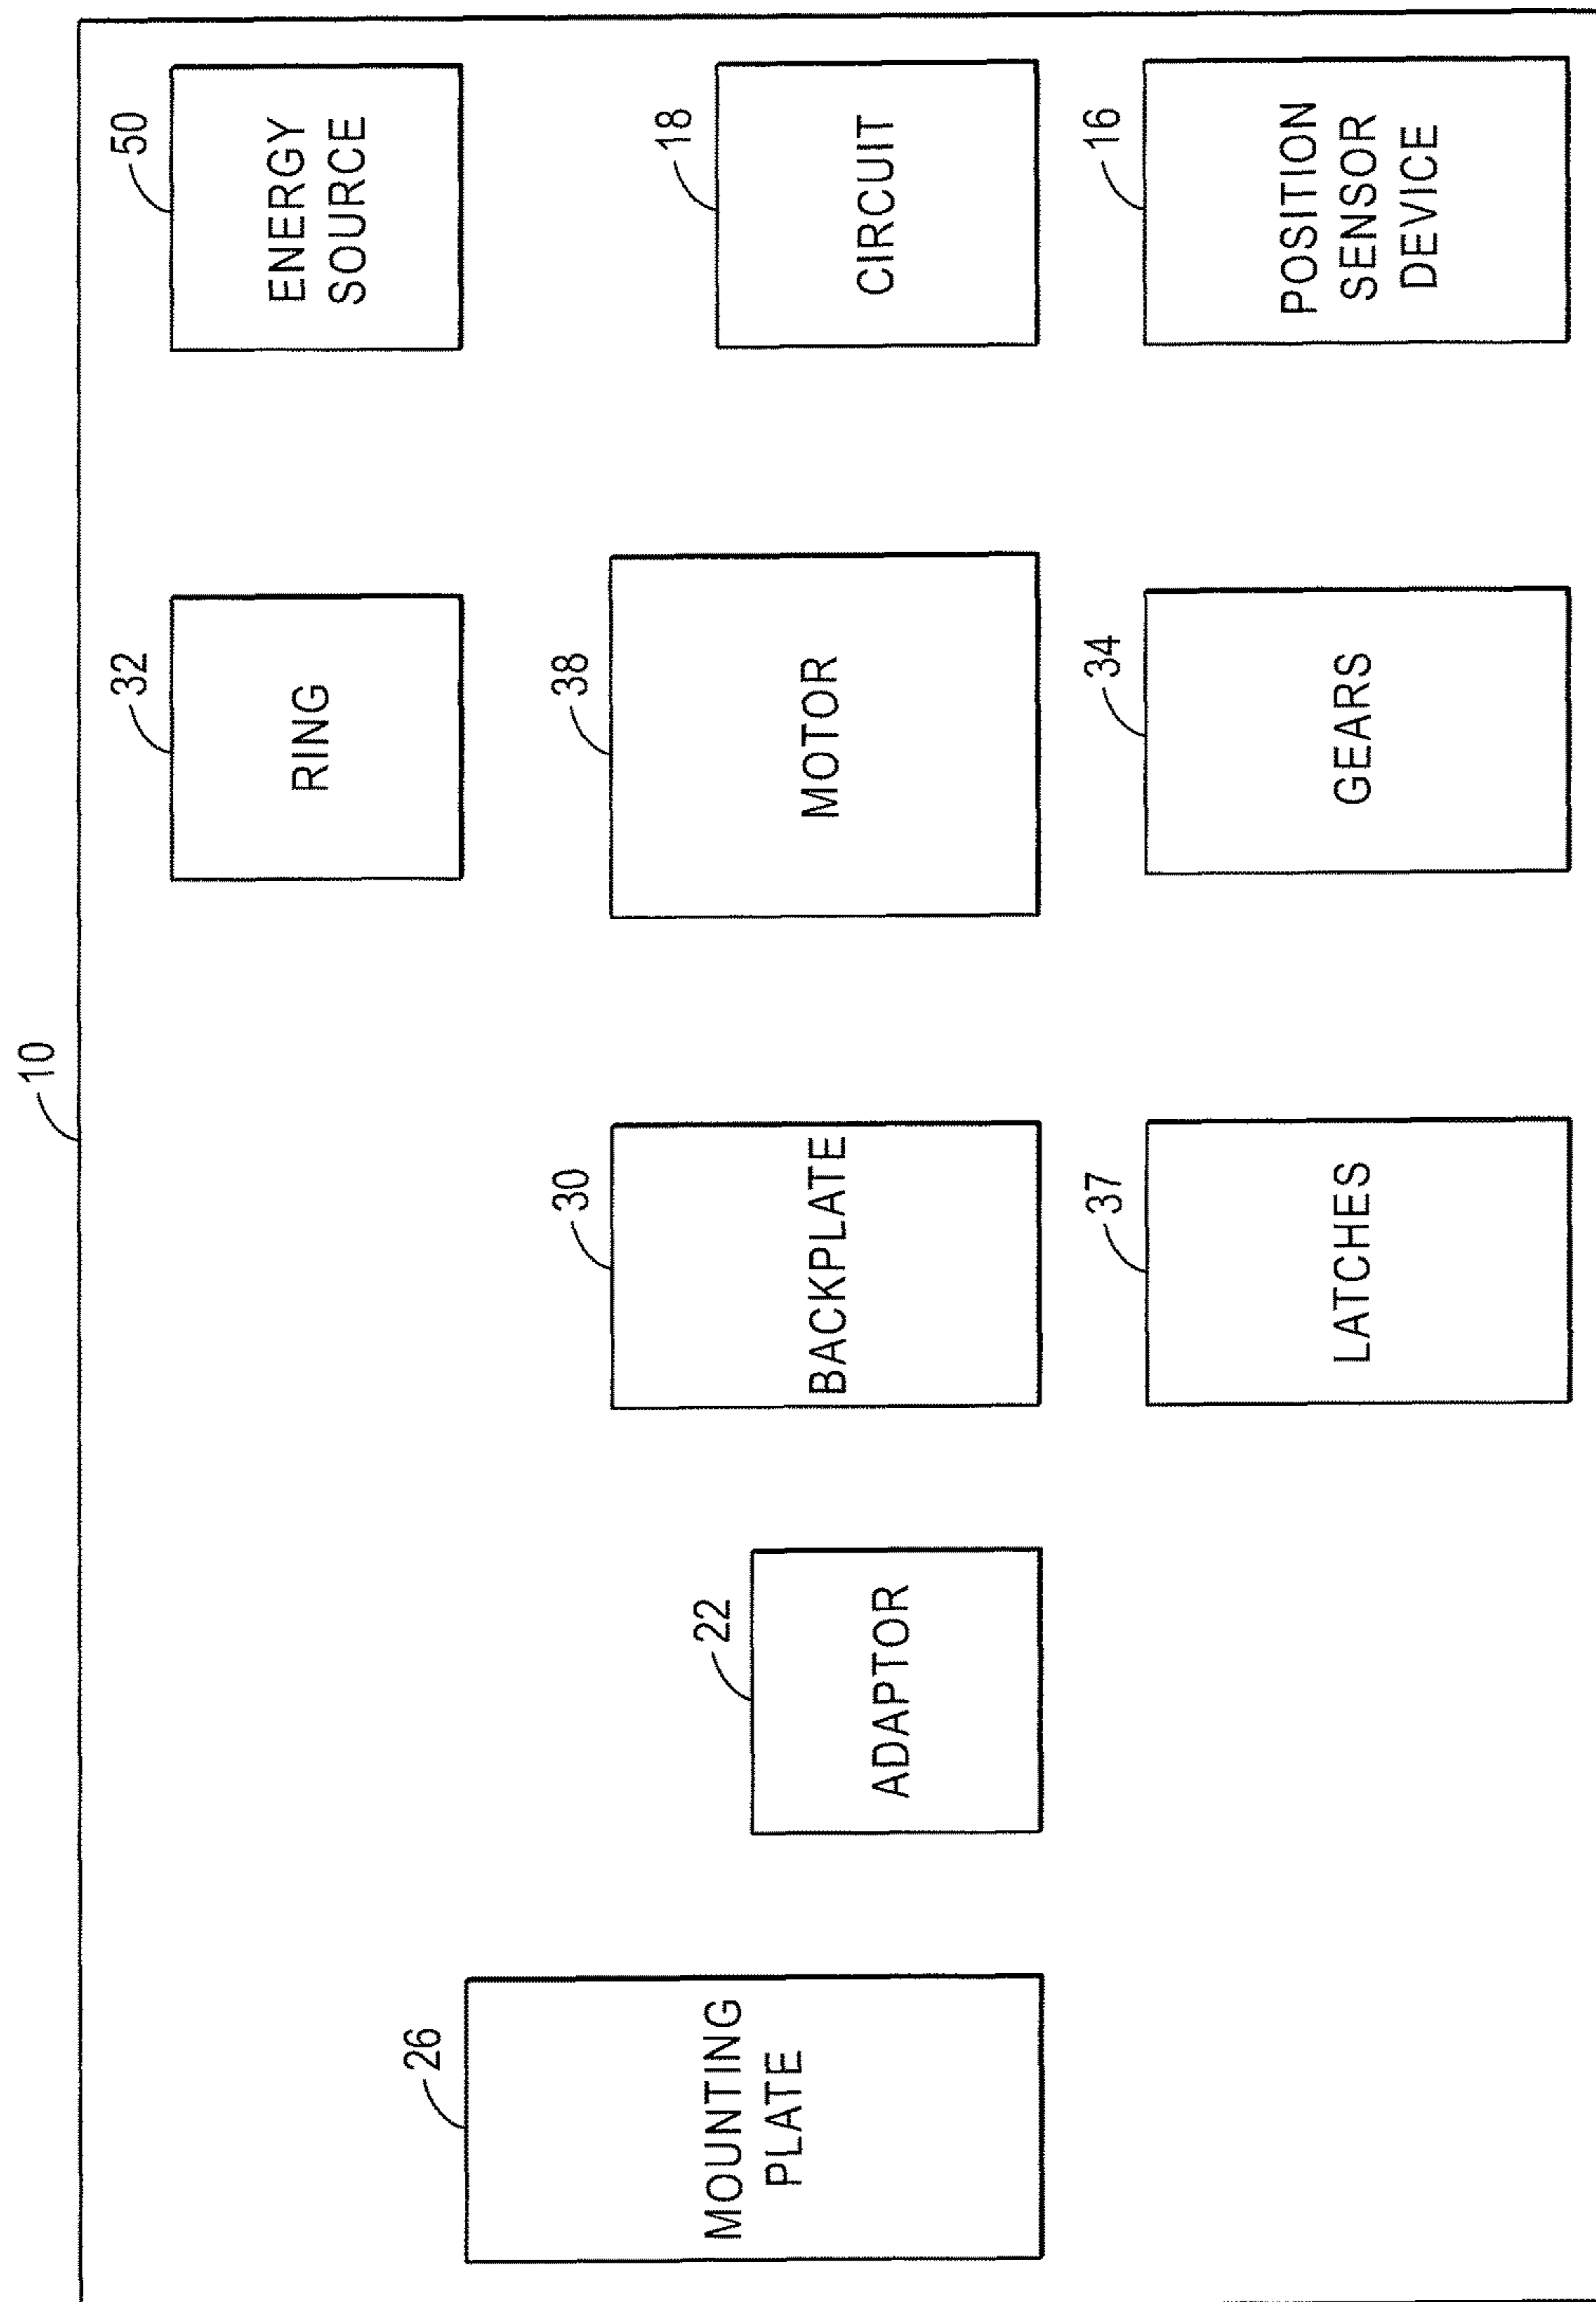 10
32
RING
50
ENERGY
SOURCE
26
MOUNTING
PLATE
22
ADAPTOR
30
BACKPLATE
38
MOTOR
18
CIRCUIT
37
LATCHES
34
GEARS
16
POSITION
SENSOR
DEVICE